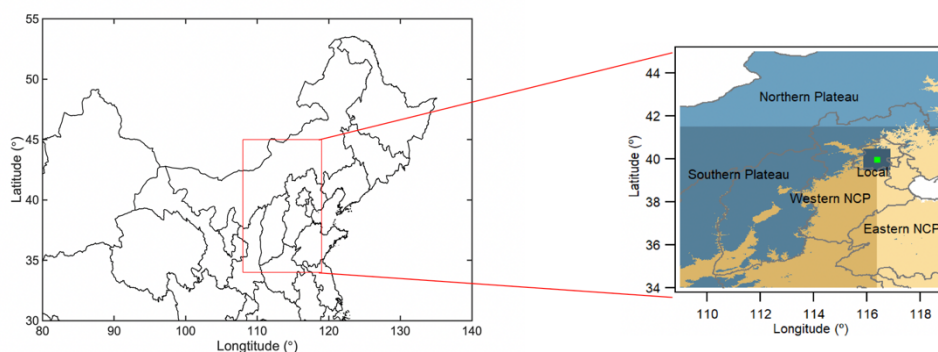 55
50
45
40
35
30
Latitude (°)
80
90
100
110
120
130
140
Longtitude (°)
44
42
40
38
36
34
Latitude (°)
Northern Plateau
Southern Plateau
Local
Western NCP
Eastern NCP
110
112
114
116
118
Longitude (º)